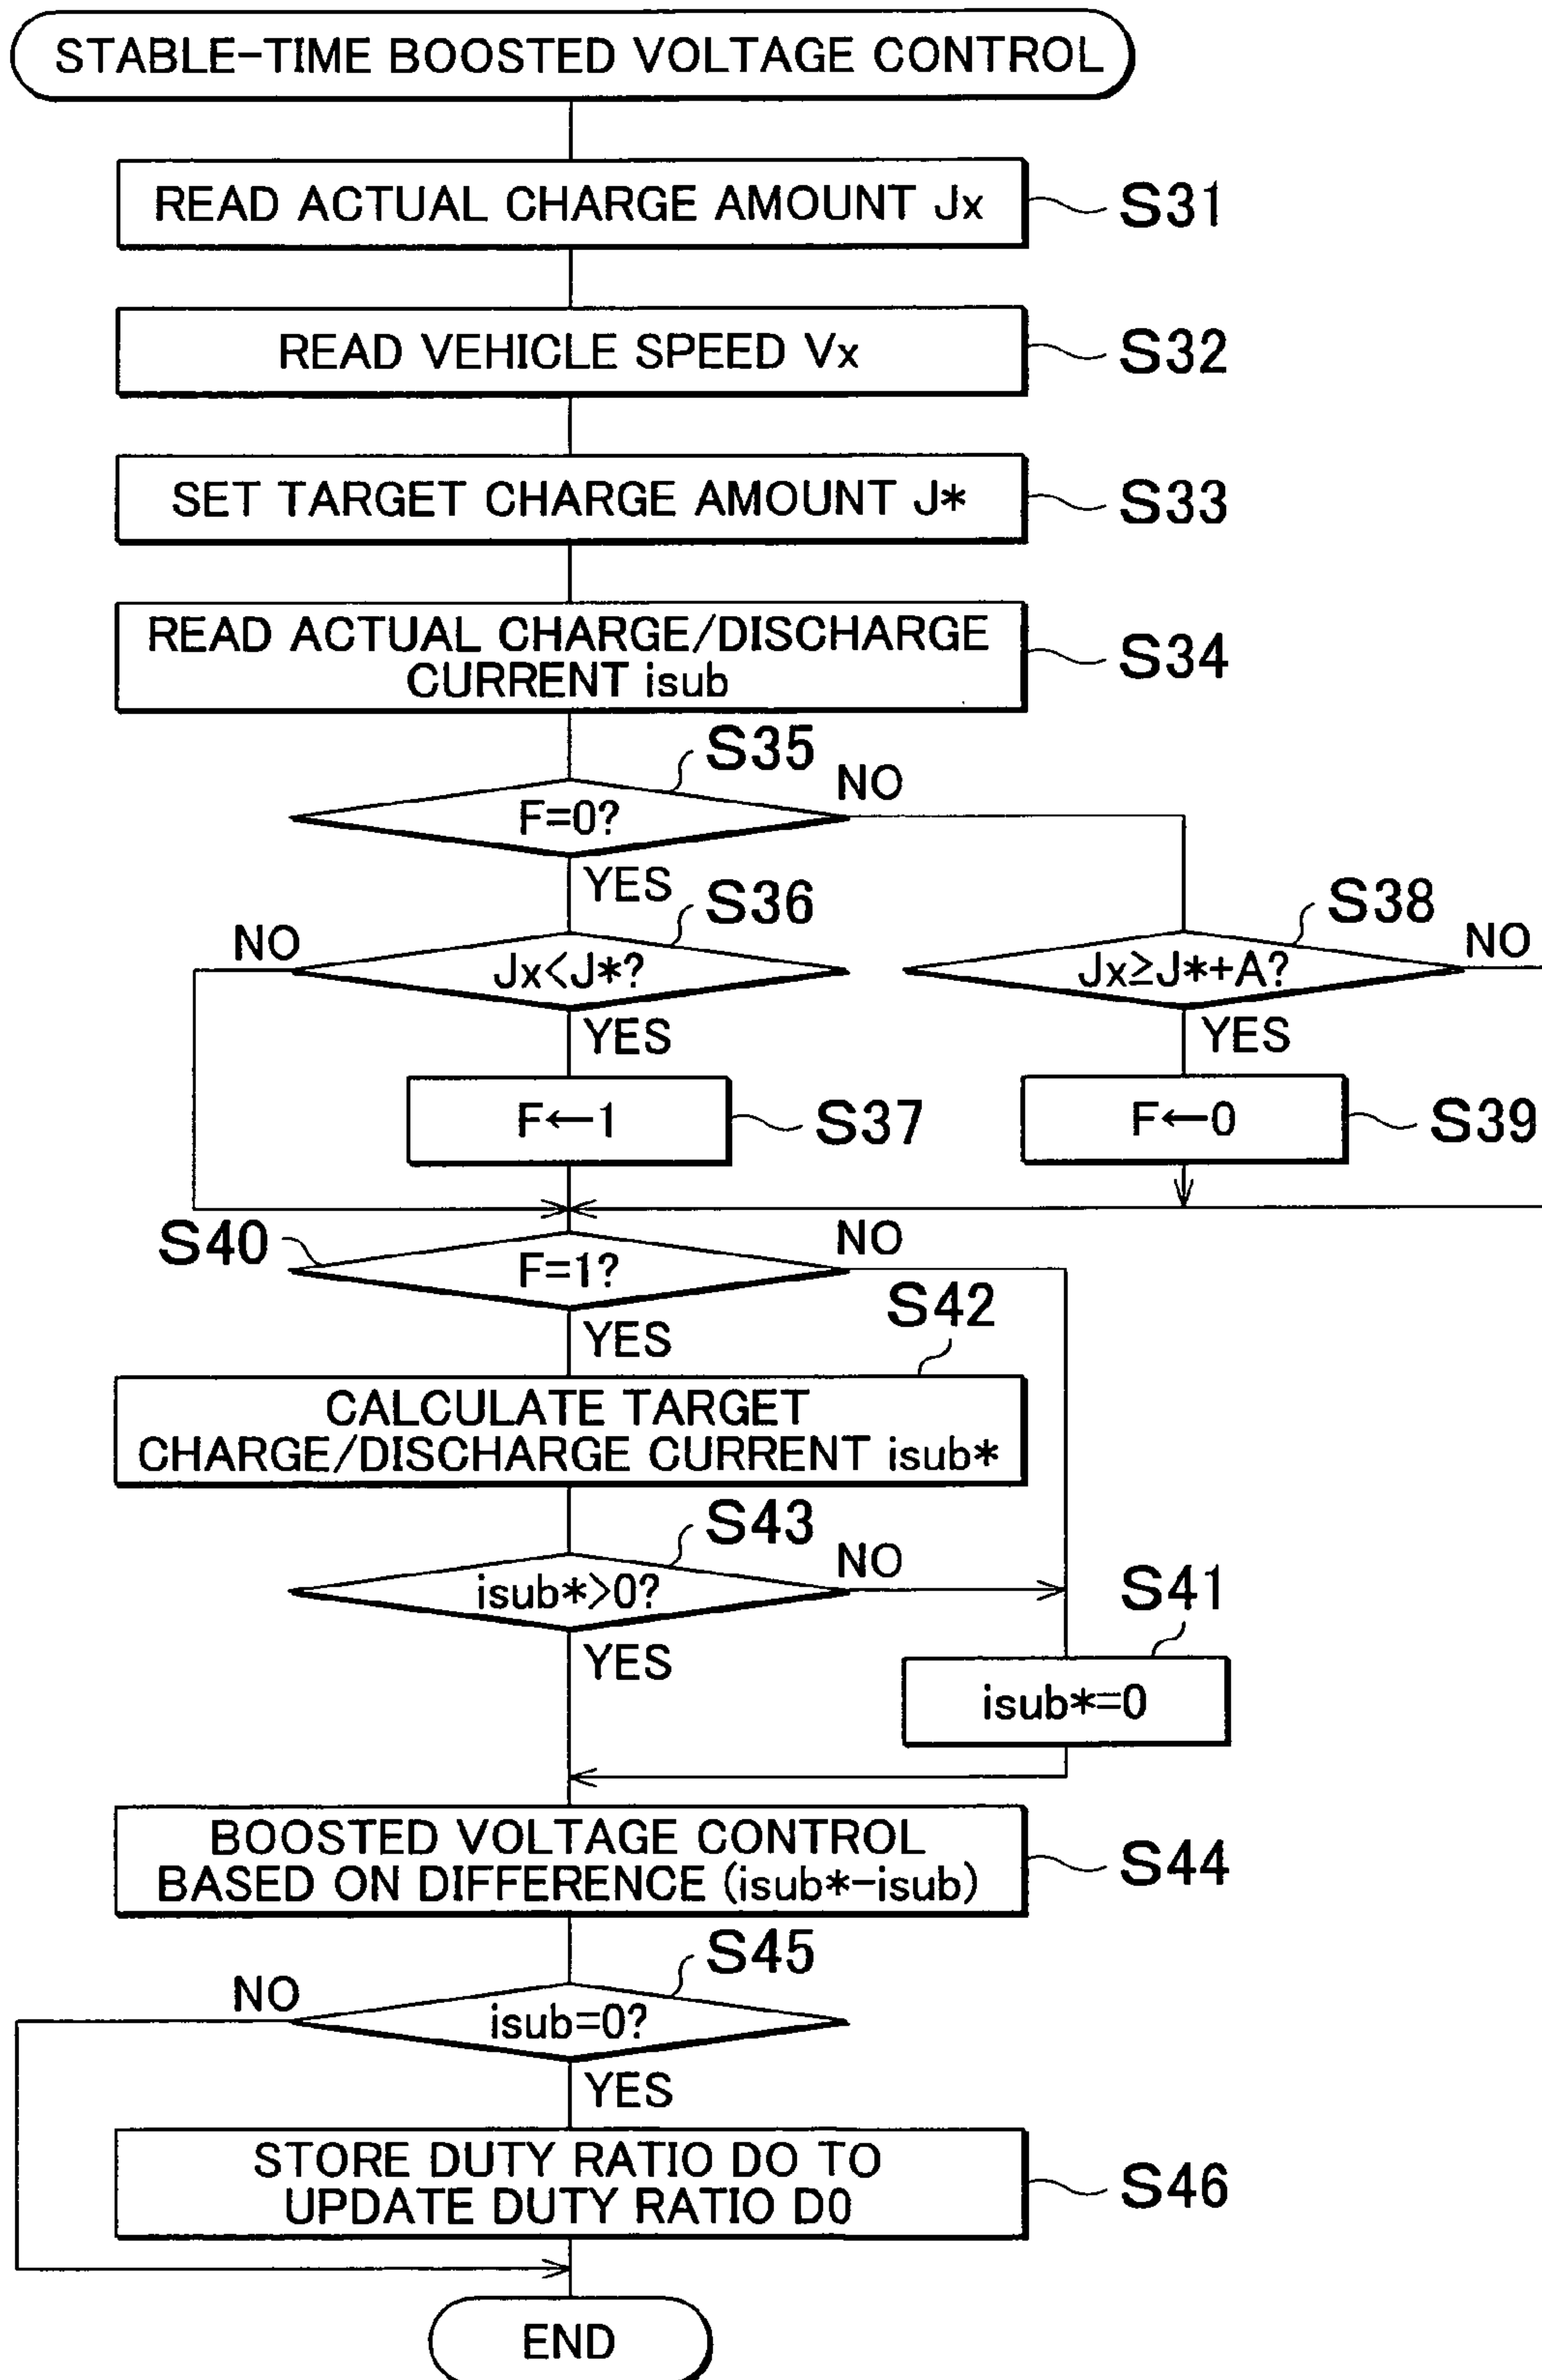 STABLE-TIME BOOSTED VOLTAGE CONTROL
READ ACTUAL CHARGE AMOUNT Jx
S31
READ VEHICLE SPEED Vx
S32
SET TARGET CHARGE AMOUNT J*
S33
READ ACTUAL CHARGE/DISCHARGE
CURRENT isub
S34
S35
F=0?
NO
YES
S36
NO
Jx<J*?
YES
S38
Jx≥J*+A?
NO
YES
F←1
S37
F←0
S39
S40
F=1?
NO
YES
S42
CALCULATE TARGET
CHARGE/DISCHARGE CURRENT isub*
S43
isub*>0?
NO
YES
S41
isub*=0
BOOSTED VOLTAGE CONTROL
BASED ON DIFFERENCE (isub*-isub)
S44
S45
NO
isub=0?
YES
STORE DUTY RATIO DO TO
UPDATE DUTY RATIO D0
S46
END